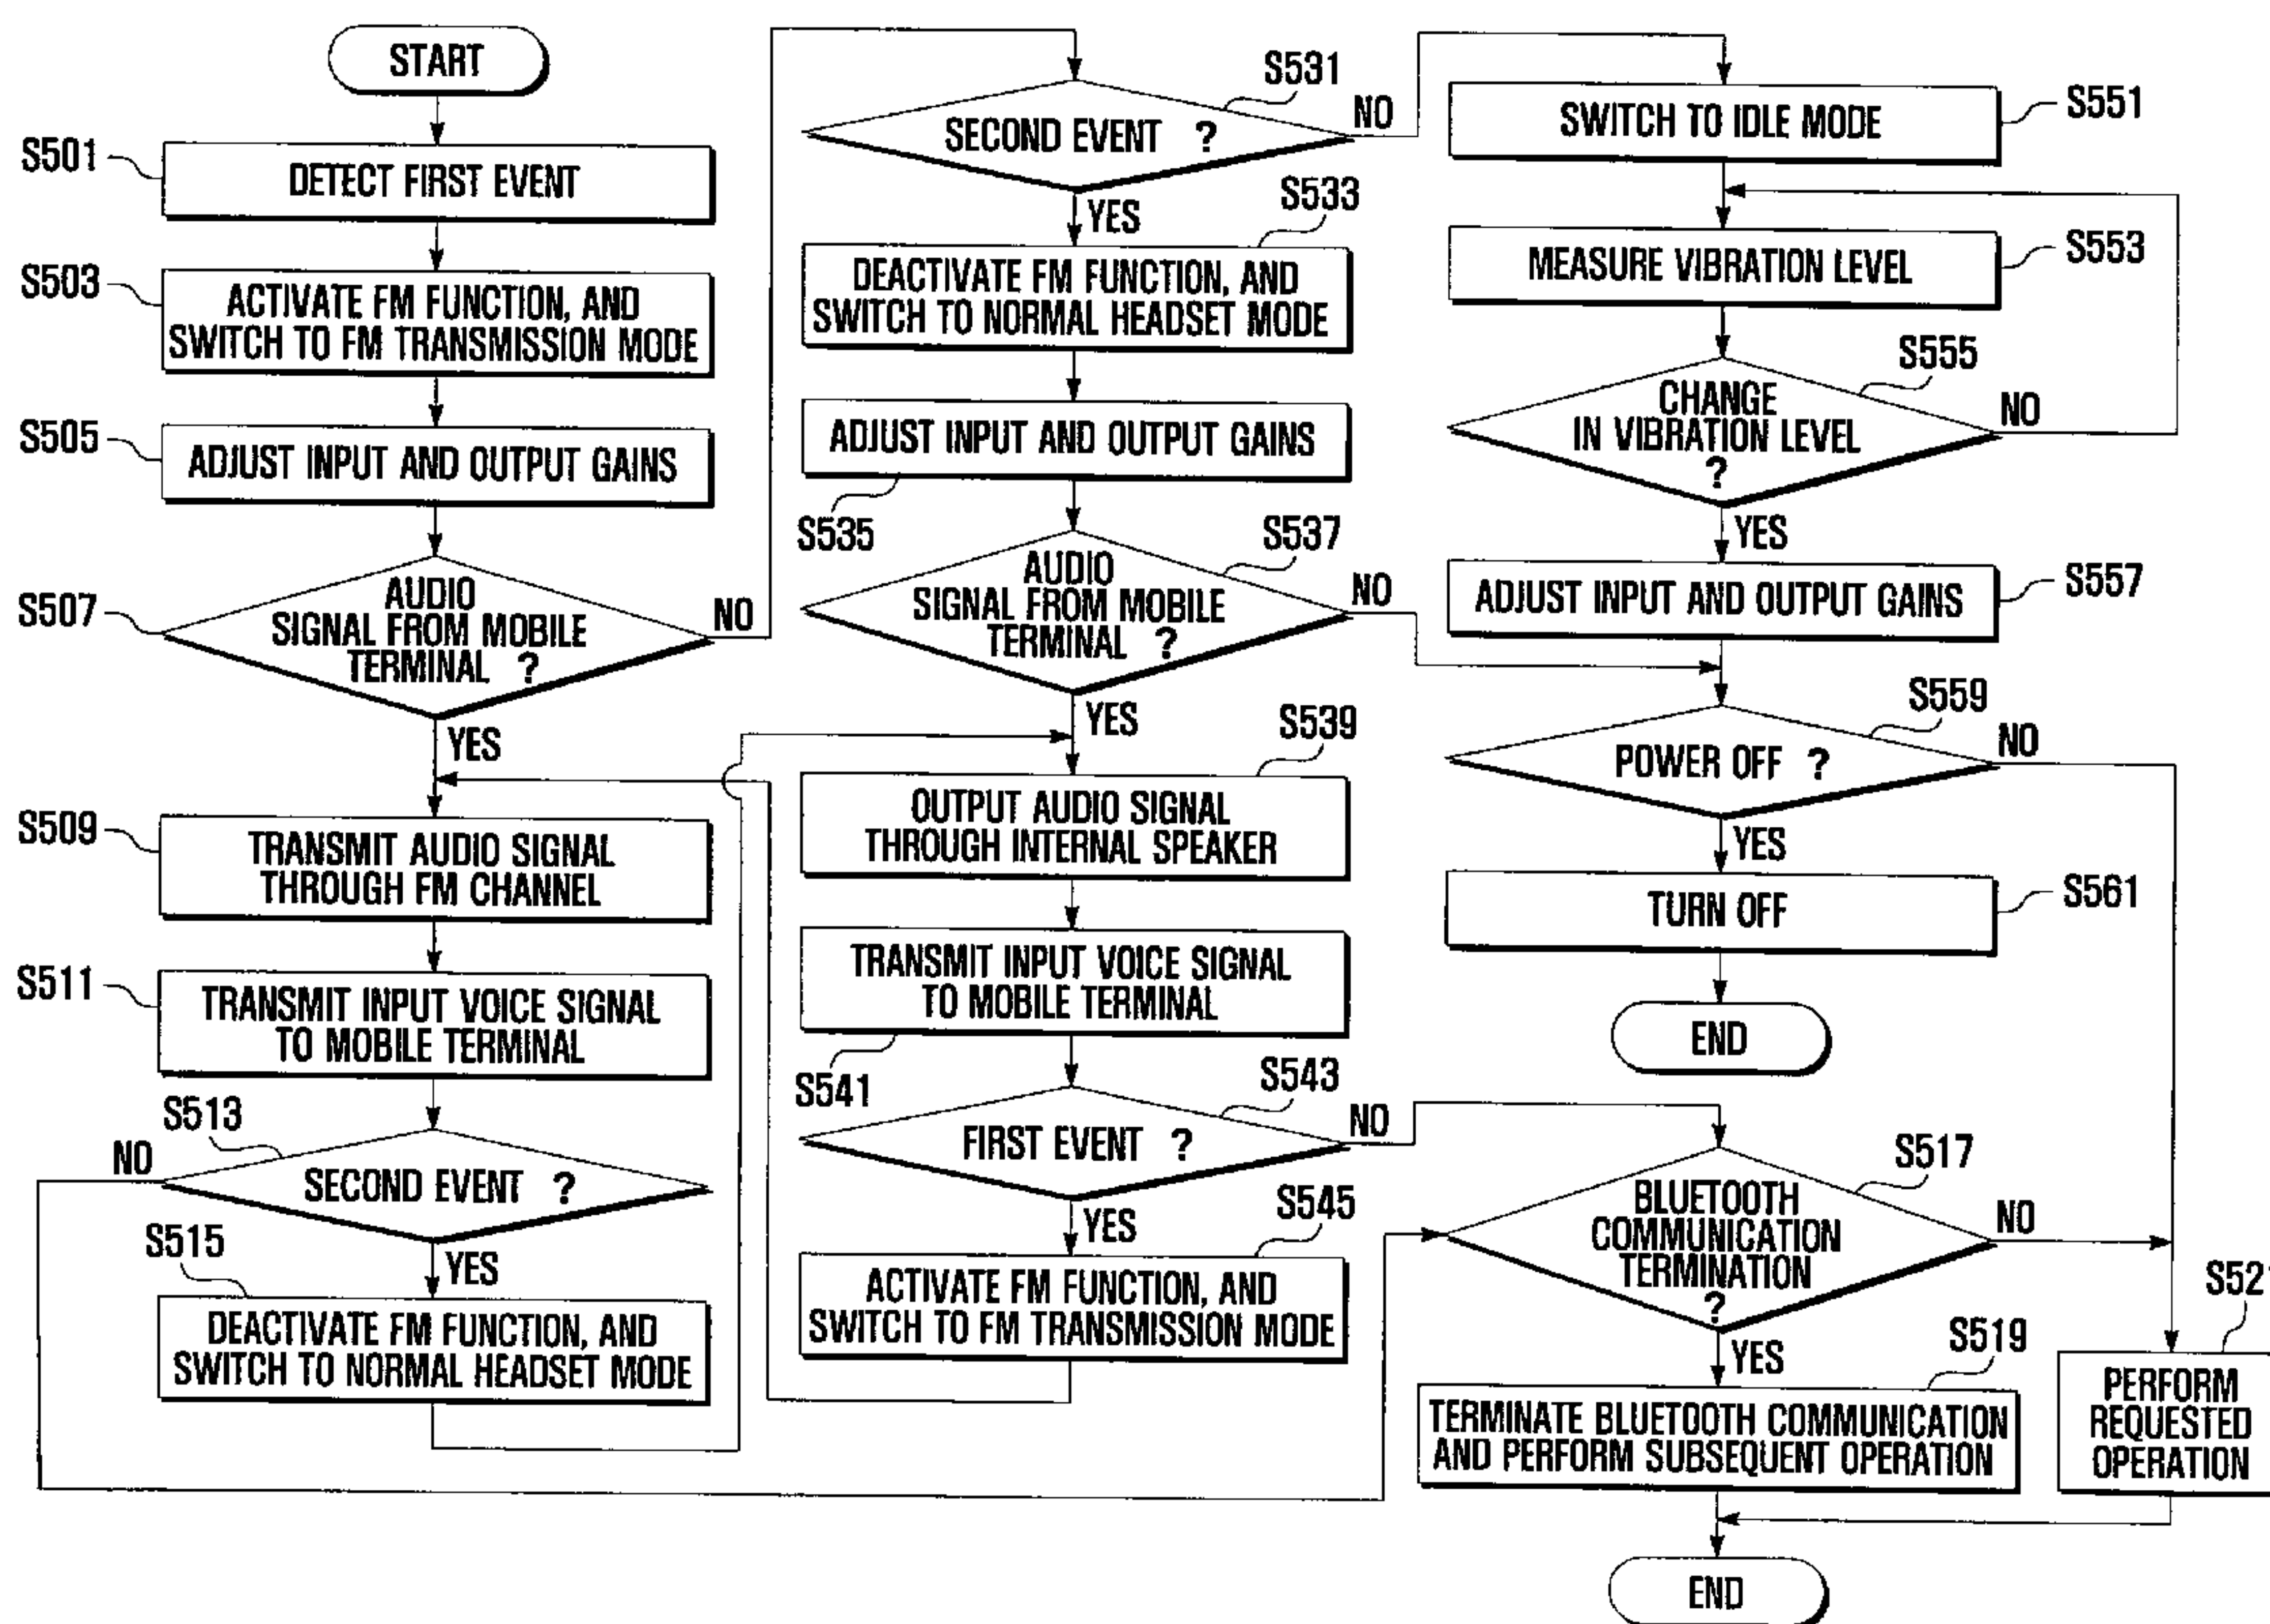 START
S501
DETECT FIRST EVENT
S503
ACTIVATE FM FUNCTION, AND
SWITCH TO FM TRANSMISSION MODE
S505
ADJUST INPUT AND OUTPUT GAINS
S507
AUDIO
SIGNAL FROM MOBILE
TERMINAL ?
NO
YES
S509
TRANSMIT AUDIO SIGNAL
THROUGH FM CHANNEL
S511
TRANSMIT INPUT VOICE SIGNAL
TO MOBILE TERMINAL
S513
NO
SECOND EVENT ?
YES
S515
DEACTIVATE FM FUNCTION, AND
SWITCH TO NORMAL HEADSET MODE
S531
SECOND EVENT ?
NO
YES
S533
DEACTIVATE FM FUNCTION, AND
SWITCH TO NORMAL HEADSET MODE
ADJUST INPUT AND OUTPUT GAINS
S535
S537
AUDIO
SIGNAL FROM MOBILE
TERMINAL ?
NO
YES
S539
OUTPUT AUDIO SIGNAL
THROUGH INTERNAL SPEAKER
TRANSMIT INPUT VOICE SIGNAL
TO MOBILE TERMINAL
S541
S543
FIRST EVENT ?
NO
YES
S545
ACTIVATE FM FUNCTION, AND
SWITCH TO FM TRANSMISSION MODE
SWITCH TO IDLE MODE
S551
MEASURE VIBRATION LEVEL
S553
S555
CHANGE
IN VIBRATION LEVEL
?
NO
YES
ADJUST INPUT AND OUTPUT GAINS
S557
S559
POWER OFF ?
NO
YES
TURN OFF
S561
END
S517
BLUETOOTH
COMMUNICATION
TERMINATION
?
NO
YES
S519
TERMINATE BLUETOOTH COMMUNICATION
AND PERFORM SUBSEQUENT OPERATION
S521
PERFORM
REQUESTED
OPERATION
END